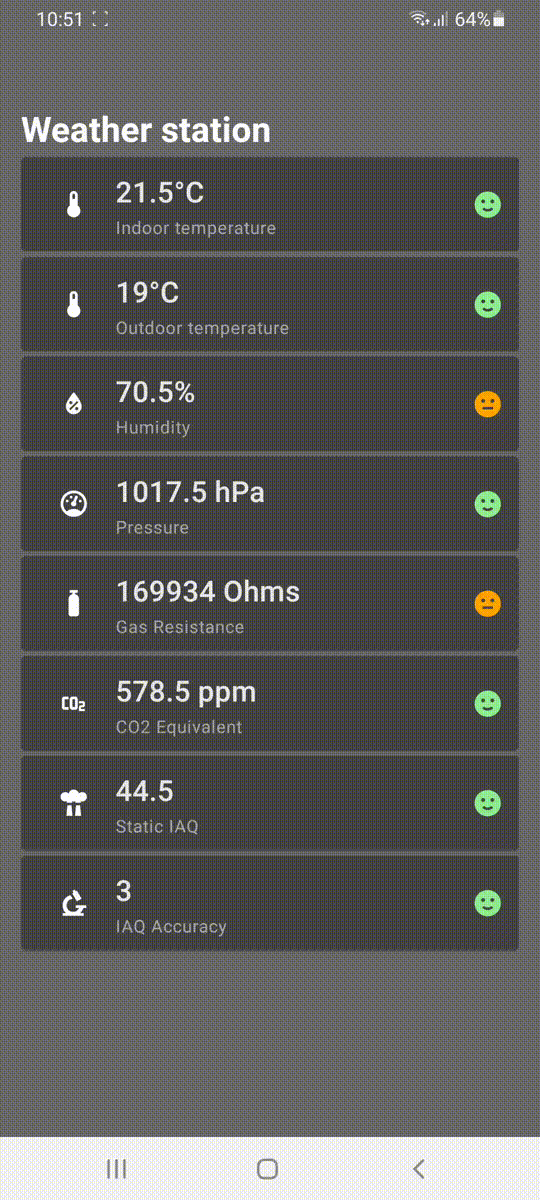 10:51 64%
Weather station
21.5°C
Indoor temperature
19°C
Outdoor temperature
70.5%
Humidity
1017.5 hPa
Pressure
169934 Ohms
Gas Resistance
CO₂
578.5 ppm
CO2 Equivalent
44.5
Static IAQ
3
IAQ Accuracy